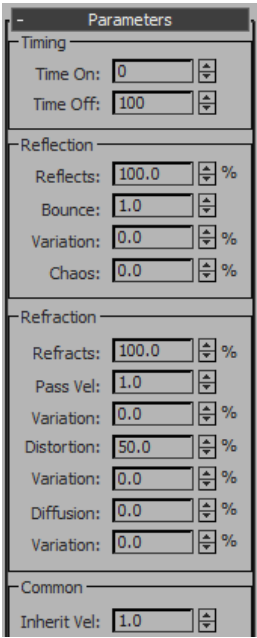 - Parameters
Timing
Time On: 0
Time Off: 100
Reflection
Reflects: 100.0 %
Bounce: 1.0
Variation: 0.0 %
Chaos: 0.0 %
Refraction
Refracts: 100.0 %
Pass Vel: 1.0
Variation: 0.0 %
Distortion: 50.0 %
Variation: 0.0 %
Diffusion: 0.0 %
Variation: 0.0 %
Common
Inherit Vel: 1.0